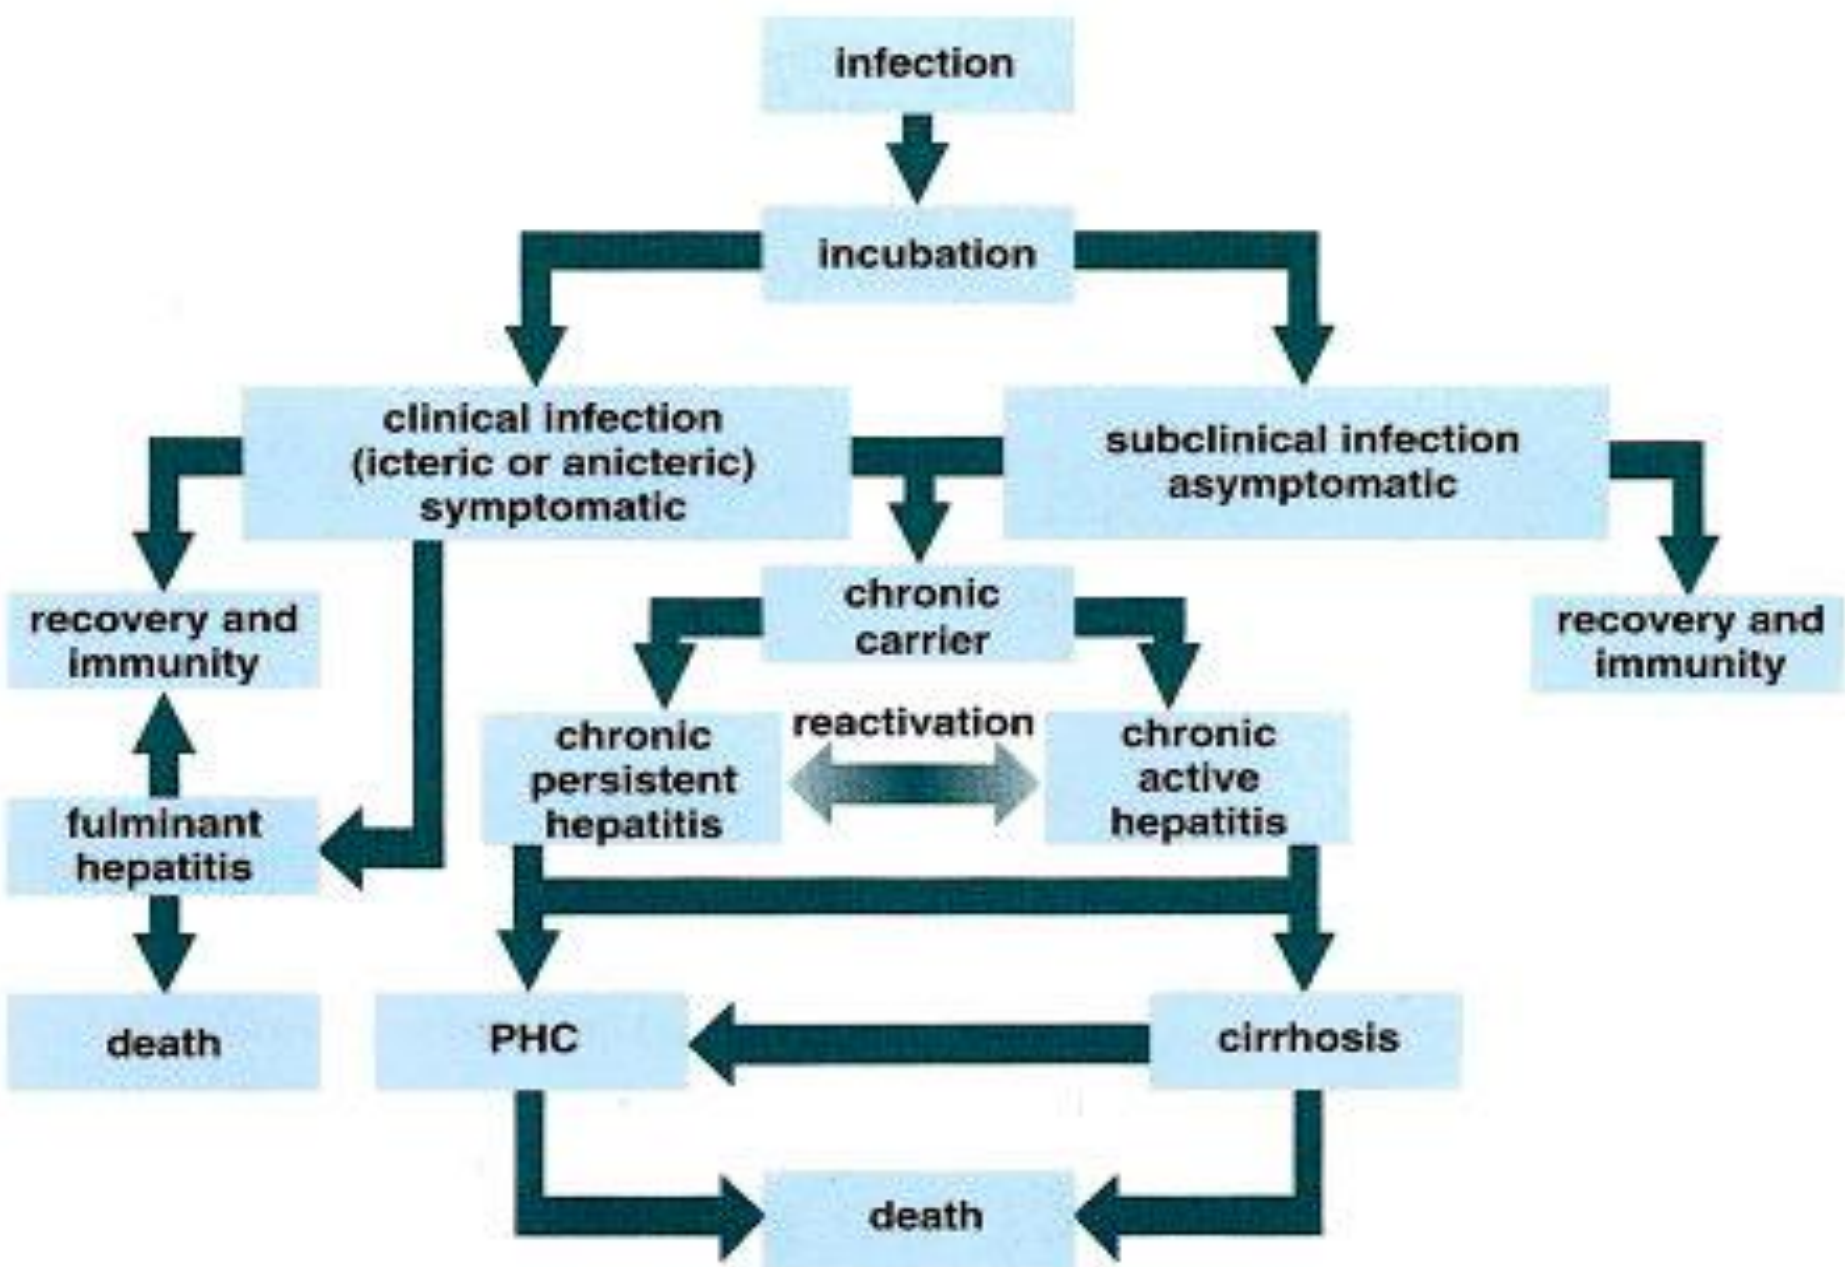 infection
incubation
clinical infection
(icteric or anicteric)
symptomatic
subclinical infection
asymptomatic
recovery and
immunity
chronic
carrier
recovery and
immunity
chronic
persistent
hepatitis
reactivation
chronic
active
hepatitis
fulminant
hepatitis
death
PHC
cirrhosis
death